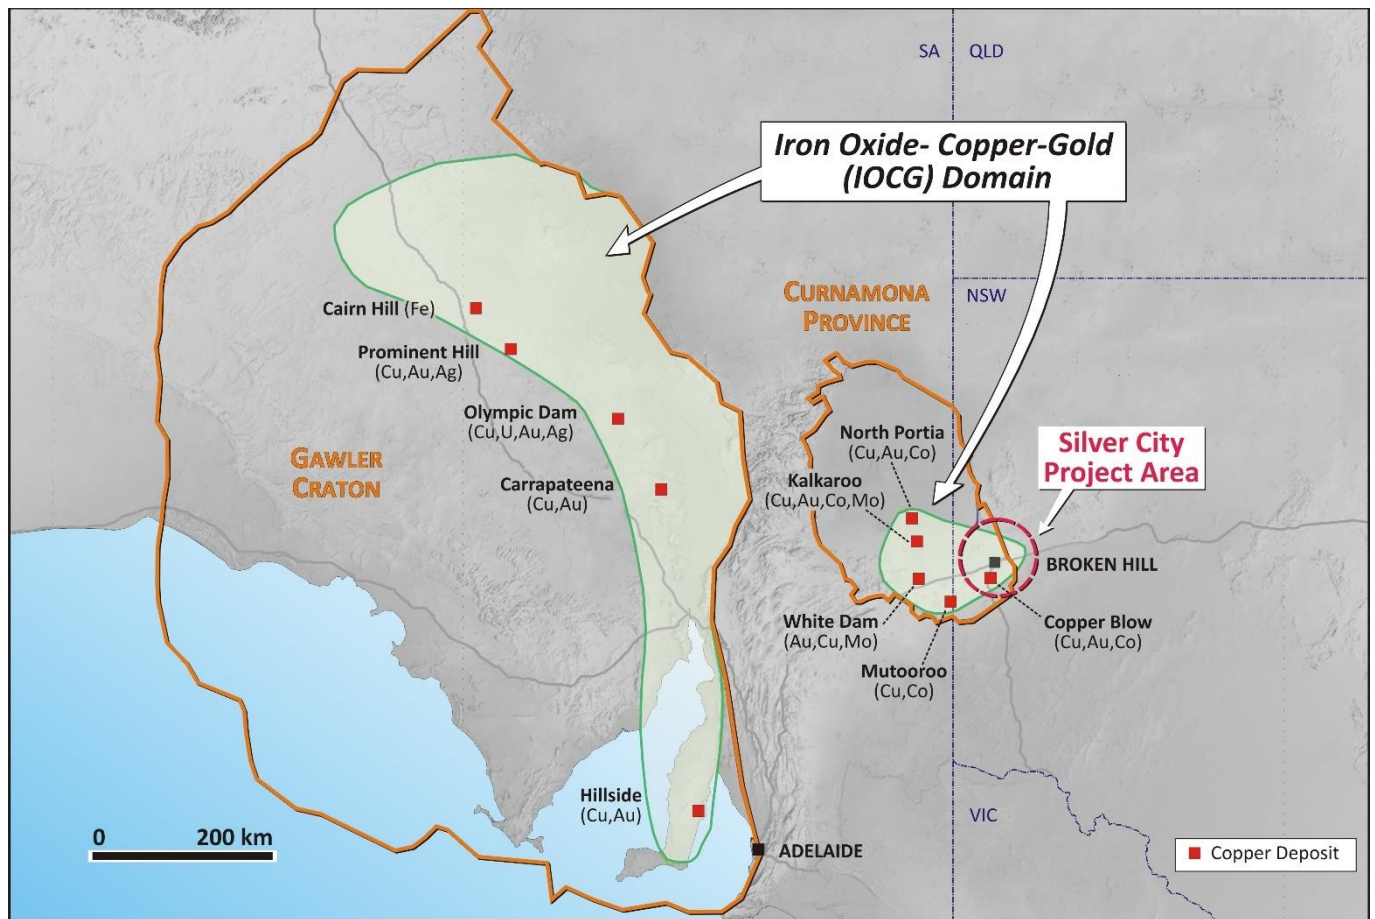 SA
QLD
Iron Oxide- Copper-Gold
(IOCG) Domain
CURNAMONA
PROVINCE
NSW
Cairn Hill (Fe)
Prominent Hill
(Cu,Au,Ag)
Olympic Dam
(Cu,U,Au,Ag)
GAWLER
CRATON
Carrapateena
(Cu,Au)
North Portia
(Cu,Au,Co)
Kalkaroo
(Cu,Au,Co,Mo)
Silver City
Project Area
BROKEN HILL
White Dam
(Au,Cu,Mo)
Mutooroo
(Cu,Co)
Copper Blow
(Cu,Au,Co)
Hillside
(Cu,Au)
VIC
0 200 km
ADELAIDE
Copper Deposit